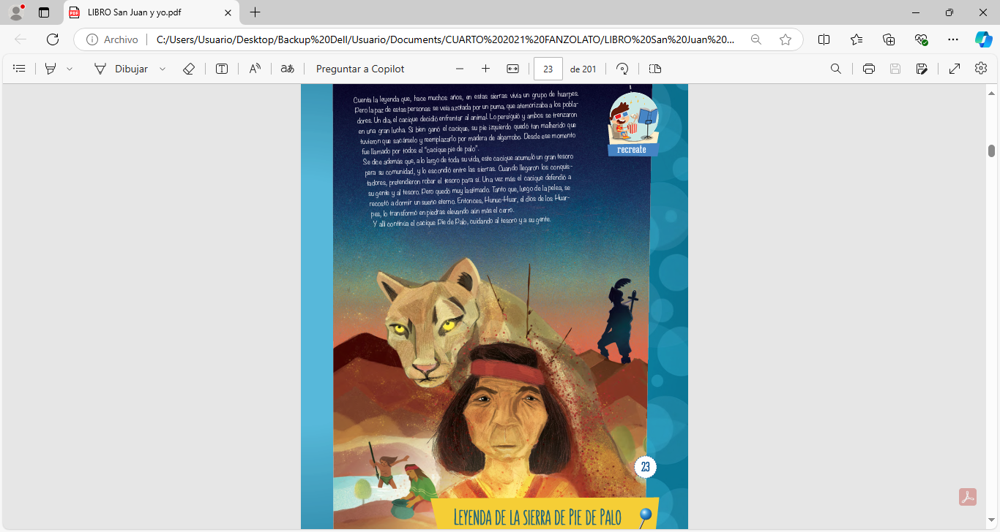 LIBRO San Juan y yo.pdf
Archivo
C:/Users/Usuario/Desktop/Backup%20Dell/Usuario/Documents/CUARTO%202021%20FANZOLATO/LIBRO%20San%20Juan%20...
Dibujar
Preguntar a Copilot
23
de 201
Cuenta la leyenda que, hace muchos años, en estas sierras vivía un grupo de huarpes.
Pero la paz de estas personas se veía azotada por un puma, que atemorizaba a los pobla-
dores. Un día, el cacique decidió enfrentar al animal. Lo persiguió y ambos se trenzaron
en una gran lucha. Si bien ganó el cacique, su pie izquierdo quedó tan malherido que
tuvieron que sacárselo y reemplazarlo por madera de algarrobo. Desde ese momento
fue llamado por todos el "cacique pie de palo".
Se dice además que, a lo largo de toda su vida, este cacique acumuló un gran tesoro
para su comunidad, y lo escondió entre las sierras. Cuando llegaron los conquis-
tadores, pretendieron robar el tesoro para sí. Una vez más el cacique defendió a
su gente y al tesoro. Pero quedó muy lastimado. Tanto que, luego de la pelea, se
recostó a dormir un sueño eterno. Entonces, Hunuc-Huar, el dios de los Huar-
pes, lo transformó en piedras elevando aún más el cerro.
Y allí continúa el cacique Pie de Palo, cuidando al tesoro y a su gente.
recreate
23
LEYENDA DE LA SIERRA DE PIE DE PALO